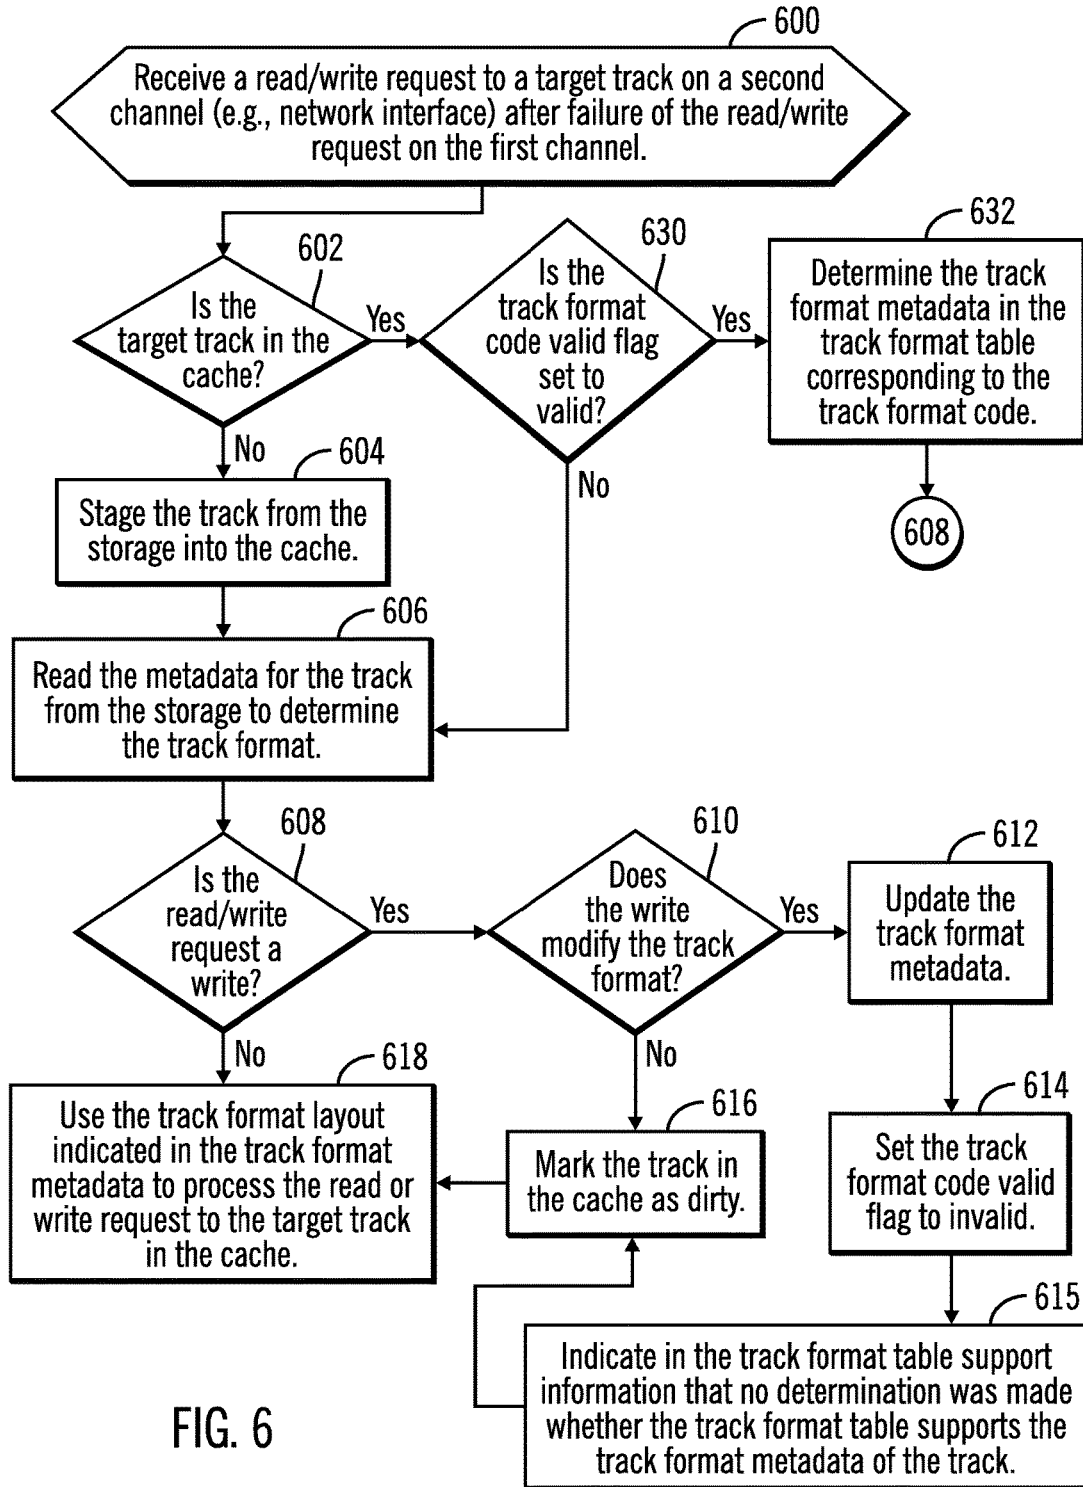 600
Receive a read/write request to a target track on a second
channel (e.g., network interface) after failure of the read/write
request on the first channel.
602
Is the
target track in the
cache?
Yes
No
630
Is the
track format
code valid flag
set to
valid?
Yes
No
632
Determine the track
format metadata in the
track format table
corresponding to the
track format code.
608
604
Stage the track from the
storage into the cache.
606
Read the metadata for the track
from the storage to determine
the track format.
608
Is the
read/write
request a
write?
Yes
No
610
Does
the write
modify the track
format?
Yes
No
612
Update the
track format
metadata.
614
Set the track
format code valid
flag to invalid.
615
Indicate in the track format table support
information that no determination was made
whether the track format table supports the
track format metadata of the track.
616
Mark the track in
the cache as dirty.
618
Use the track format layout
indicated in the track format
metadata to process the read or
write request to the target track
in the cache.
FIG. 6